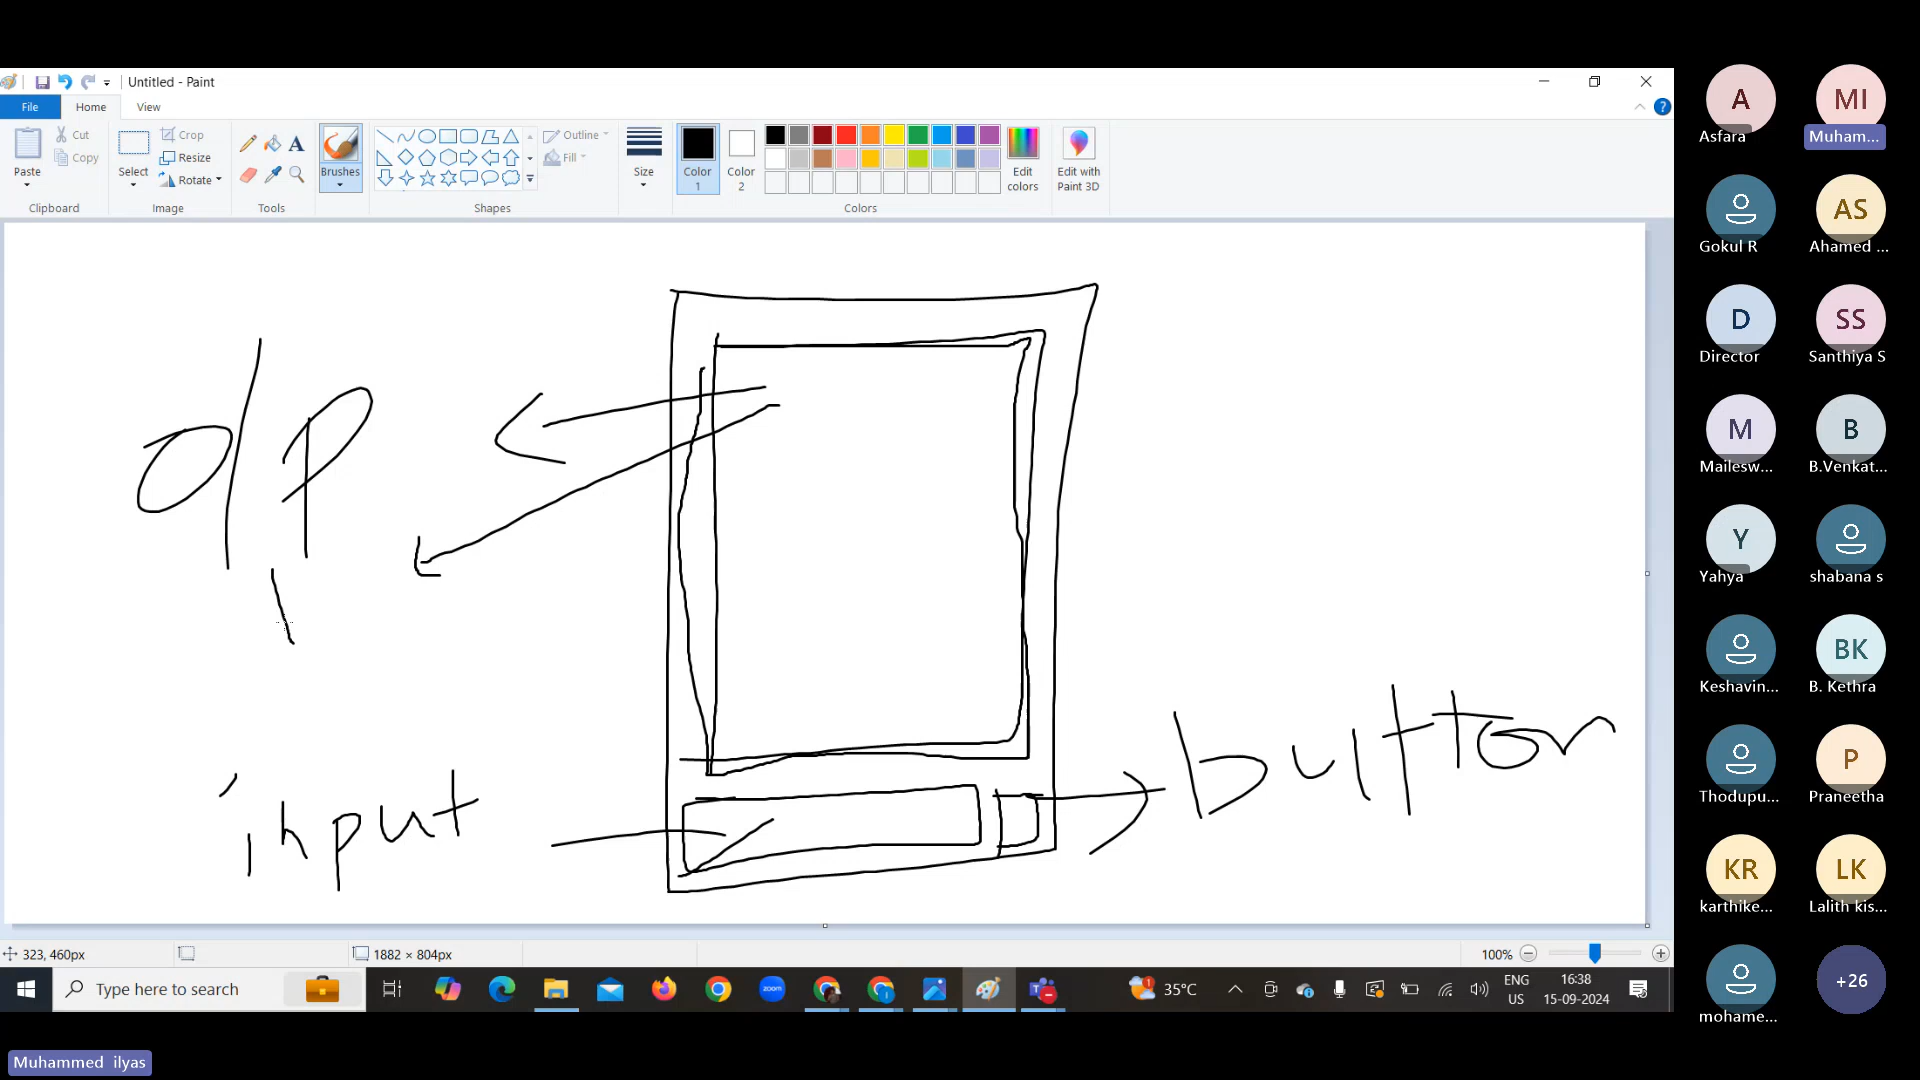 Untitled - Paint
File Home View
Cut
Copy
Paste
Clipboard
Crop
Resize
Rotate
Select
Image
A
Tools
Brushes
Outline
Fill
Shapes
Size
Color 1
Color 2
Edit colors
Colors
Edit with Paint 3D
o/p
input
button
323, 460px
1882 × 804px
100%
Type here to search
zoom
35°C
ENG
US
16:38
15-09-2024
A
Asfara
MI
Muham...
Gokul R
AS
Ahamed ...
D
Director
SS
Santhiya S
M
Mailesw...
B
B.Venkat...
Y
Yahya
shabana s
Keshavin...
BK
B. Kethra
Thodupu...
P
Praneetha
KR
karthike...
LK
Lalith kis...
mohame...
+26
Muhammed ilyas